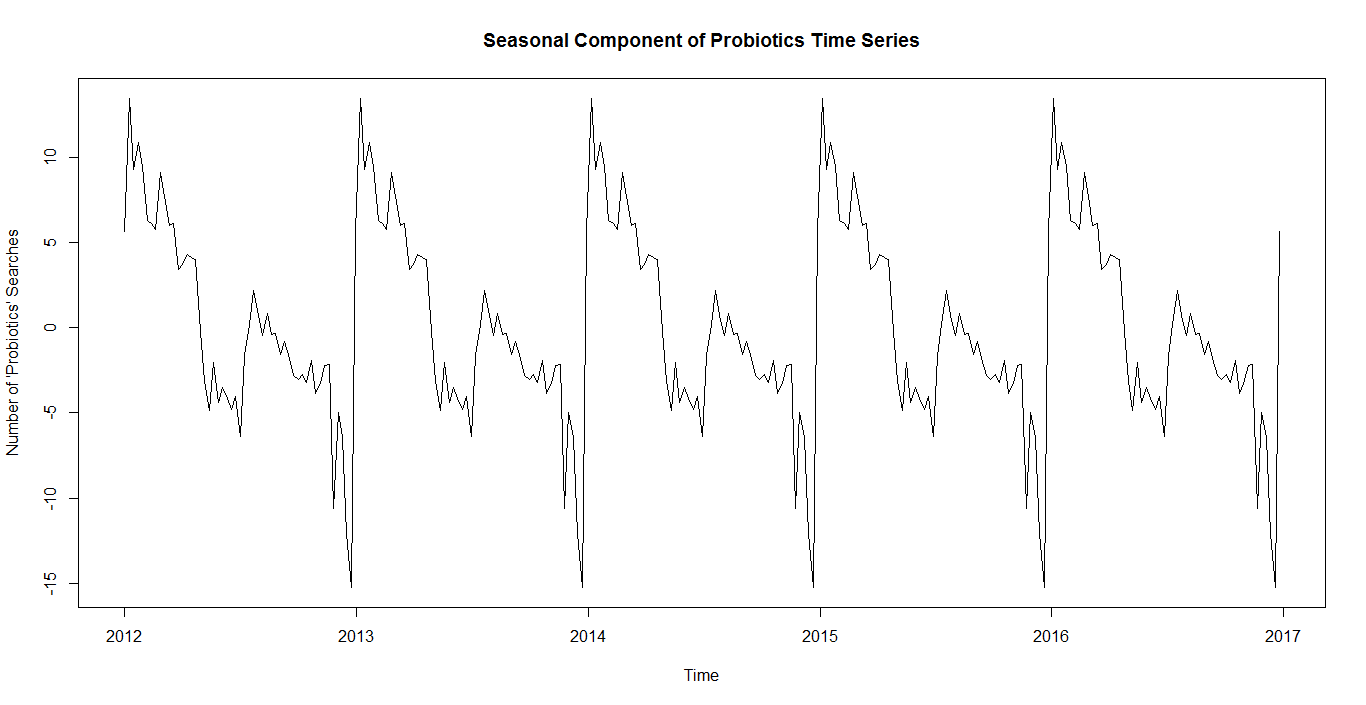 Seasonal Component of Probiotics Time Series
Number of 'Probiotics' Searches
10
5
0
-5
-10
-15
2012 2013 2014 2015 2016 2017
Time